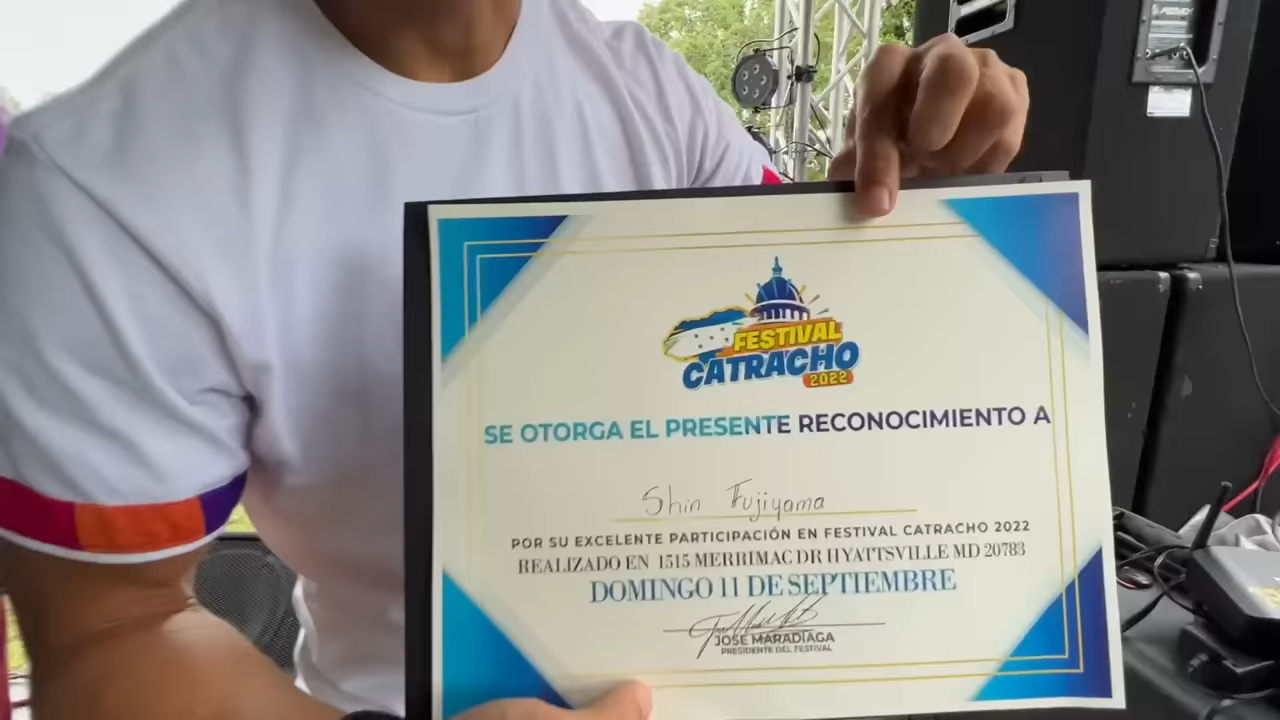 FESTIVAL
CATRACHO
2022
SE OTORGA EL PRESENTE RECONOCIMIENTO A
Shin Fujiyama
POR SU EXCELENTE PARTICIPACIÓN EN FESTIVAL CATRACHO 2022
REALIZADO EN 1515 MERRIMAC DR HYATTSVILLE MD 20783
DOMINGO 11 DE SEPTIEMBRE
JOSE MARADIAGA
PRESIDENTE DEL FESTIVAL